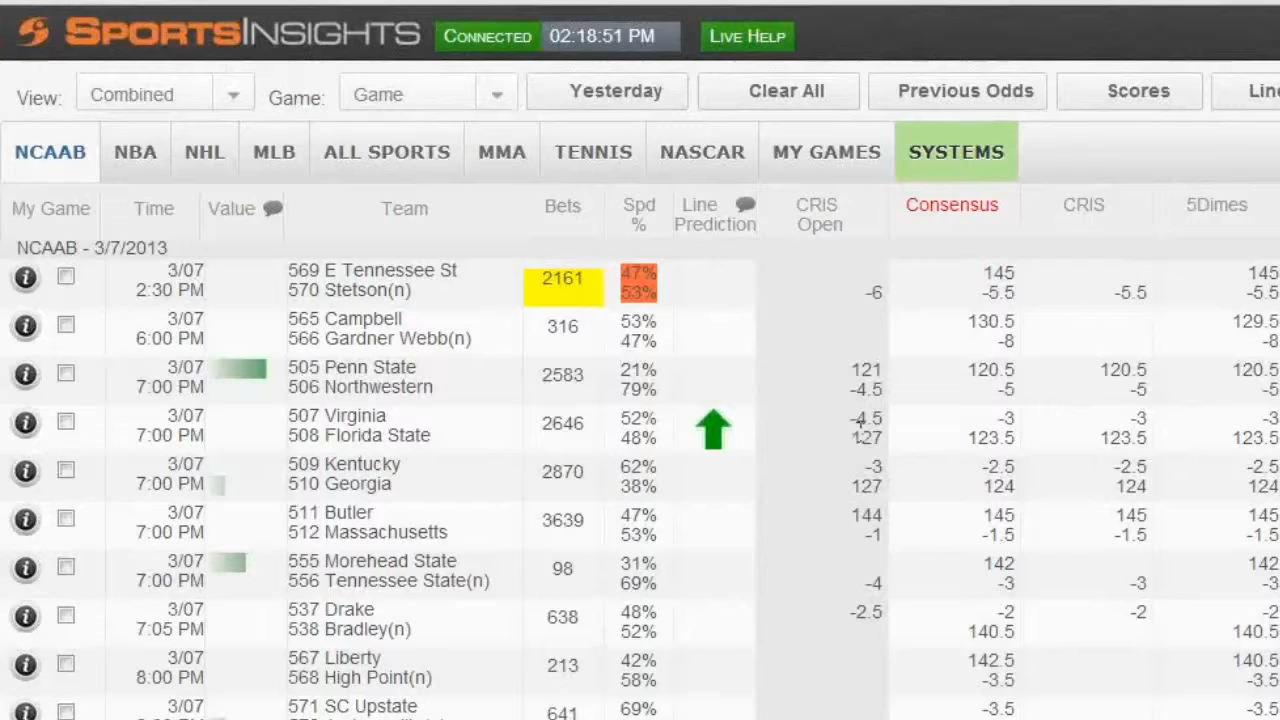 SPORTSINSIGHTS CONNECTED 02:18:51 PM LIVE HELP
View: Combined Game: Game Yesterday Clear All Previous Odds Scores
NCAAB NBA NHL MLB ALL SPORTS MMA TENNIS NASCAR MY GAMES SYSTEMS
My Game Time Value Team Bets Spd % Line Prediction CRIS Open Consensus CRIS 5Dimes
NCAAB - 3/7/2013
3/07 569 E Tennessee St 2161 47% 145 145
2:30 PM 570 Stetson(n) 53% -6 -5.5 -5.5 -5.5
3/07 565 Campbell 316 53% 130.5 129.5
6:00 PM 566 Gardner Webb(n) 47% -8 -8
3/07 505 Penn State 2583 21% 121 120.5 120.5 120.5
7:00 PM 506 Northwestern 79% -4.5 -5 -5 -5
3/07 507 Virginia 2646 52% -4.5 -3 -3 -3
7:00 PM 508 Florida State 48% 127 123.5 123.5 123.5
3/07 509 Kentucky 2870 62% -3 -2.5 -2.5 -2.5
7:00 PM 510 Georgia 38% 127 124 124 124
3/07 511 Butler 3639 47% 144 145 145 145
7:00 PM 512 Massachusetts 53% -1 -1.5 -1.5 -1.5
3/07 555 Morehead State 98 31% 142 142
7:00 PM 556 Tennessee State(n) 69% -4 -3 -3 -3
3/07 537 Drake 638 48% -2.5 -2 -2 -2
7:05 PM 538 Bradley(n) 52% 140.5 140.5
3/07 567 Liberty 213 42% 142.5 140.5
8:00 PM 568 High Point(n) 58% -3.5 -3.5
3/07 571 SC Upstate 641 69% -3.5 -3.5